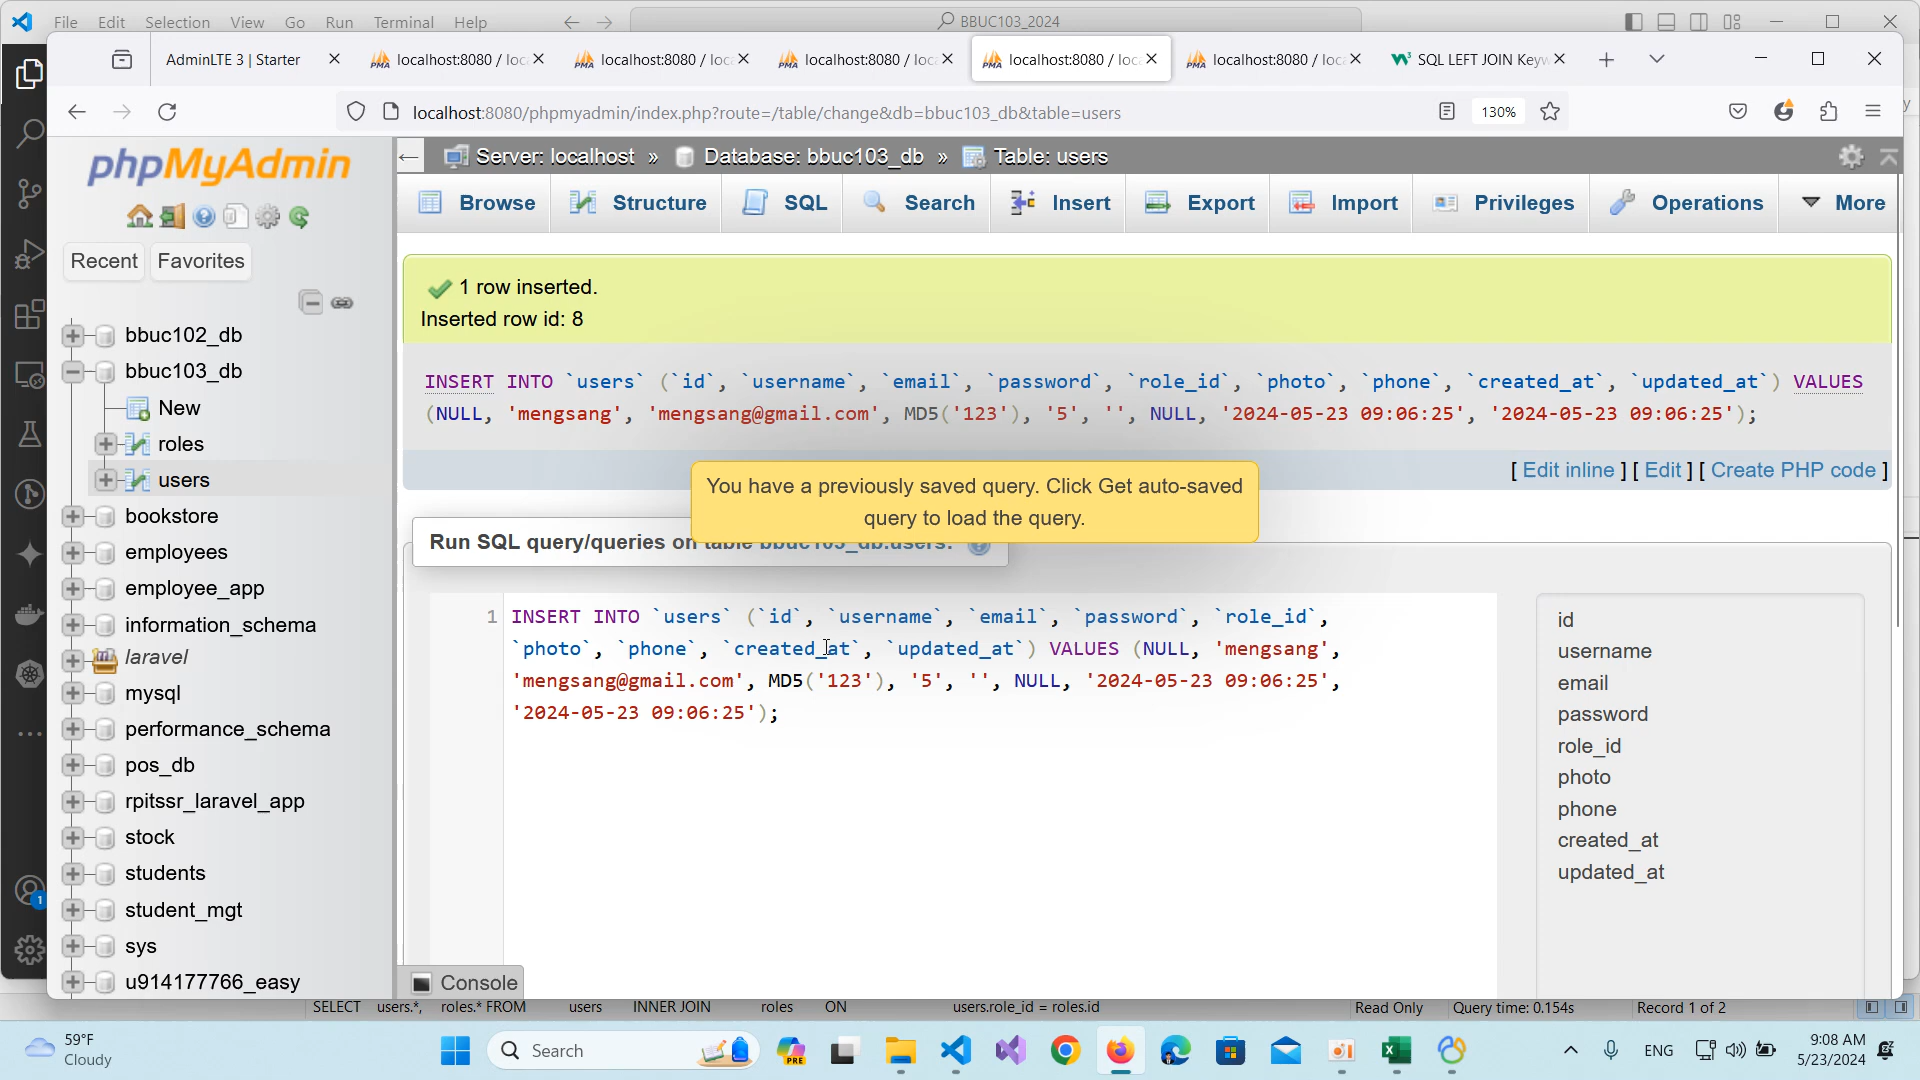 File Edit Selection View Go Run Terminal Help
BBUC103_2024
AdminLTE 3 | Starter
localhost:8080 / loc
localhost:8080 / loc
localhost:8080 / loc
localhost:8080 / loc
localhost:8080 / loc
SQL LEFT JOIN Keyw
localhost:8080/phpmyadmin/index.php?route=/table/change&db=bbuc103_db&table=users
130%
phpMyAdmin
Recent Favorites
bbuc102_db
bbuc103_db
New
roles
users
bookstore
employees
employee_app
information_schema
laravel
mysql
performance_schema
pos_db
rpitssr_laravel_app
stock
students
student_mgt
sys
u914177766_easy
Server: localhost » Database: bbuc103_db » Table: users
Browse Structure SQL Search Insert Export Import Privileges Operations More
1 row inserted.
Inserted row id: 8
INSERT INTO `users` (`id`, `username`, `email`, `password`, `role_id`, `photo`, `phone`, `created_at`, `updated_at`) VALUES
(NULL, 'mengsang', 'mengsang@gmail.com', MD5('123'), '5', '', NULL, '2024-05-23 09:06:25', '2024-05-23 09:06:25');
[ Edit inline ] [ Edit ] [ Create PHP code ]
You have a previously saved query. Click Get auto-saved
query to load the query.
Run SQL query/queries on table bbuc103_db.users:
1 INSERT INTO `users` (`id`, `username`, `email`, `password`, `role_id`,
`photo`, `phone`, `created_at`, `updated_at`) VALUES (NULL, 'mengsang',
'mengsang@gmail.com', MD5('123'), '5', '', NULL, '2024-05-23 09:06:25',
'2024-05-23 09:06:25');
id
username
email
password
role_id
photo
phone
created_at
updated_at
Console
SELECT users.*, roles.* FROM users INNER JOIN roles ON users.role_id = roles.id
Read Only
Query time: 0.154s
Record 1 of 2
1
59°F
Cloudy
Search
PRE
ENG
9:08 AM
5/23/2024